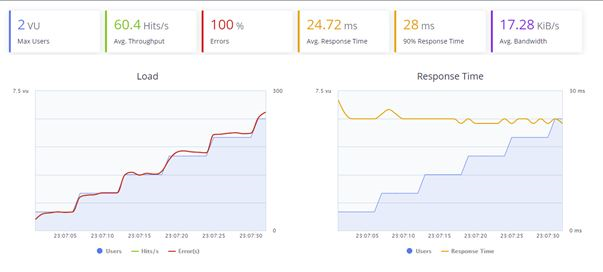 2 VU
Max Users
60.4 Hits/s
Avg. Throughput
100 %
Errors
24.72 ms
Avg. Response Time
28 ms
90% Response Time
17.28 KiB/s
Avg. Bandwidth
Load
7.5 vu
300
0
23:07:05 23:07:10 23:07:15 23:07:20 23:07:25 23:07:30
Users Hits/s Error(s)
Response Time
7.5 vu
30 ms
0 ms
23:07:05 23:07:10 23:07:15 23:07:20 23:07:25 23:07:30
Users Response Time